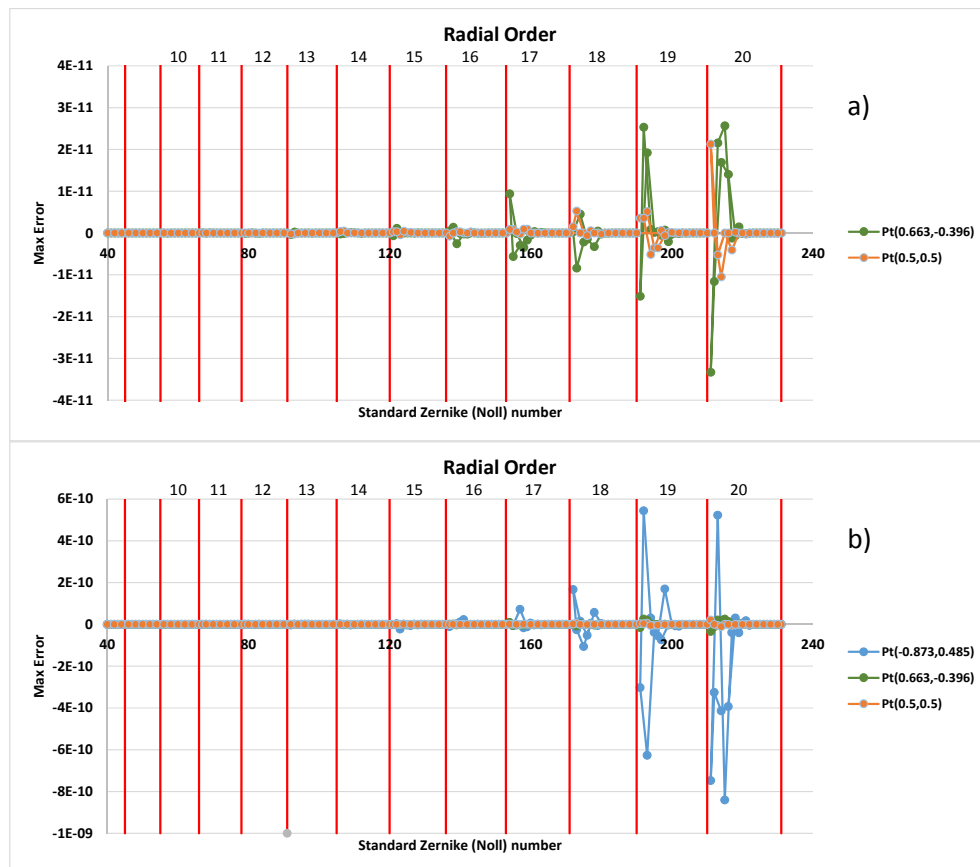 Radial Order
10 11 12 13 14 15 16 17 18 19 20
4E-11
3E-11
2E-11
1E-11
0
-1E-11
-2E-11
-3E-11
-4E-11
40 80 120 160 200 240
Max Error
Standard Zernike (Noll) number
a)
Pt(0.663,-0.396)
Pt(0.5,0.5)
Radial Order
10 11 12 13 14 15 16 17 18 19 20
6E-10
4E-10
2E-10
0
-2E-10
-4E-10
-6E-10
-8E-10
-1E-09
40 80 120 160 200 240
Max Error
Standard Zernike (Noll) number
b)
Pt(-0.873,0.485)
Pt(0.663,-0.396)
Pt(0.5,0.5)